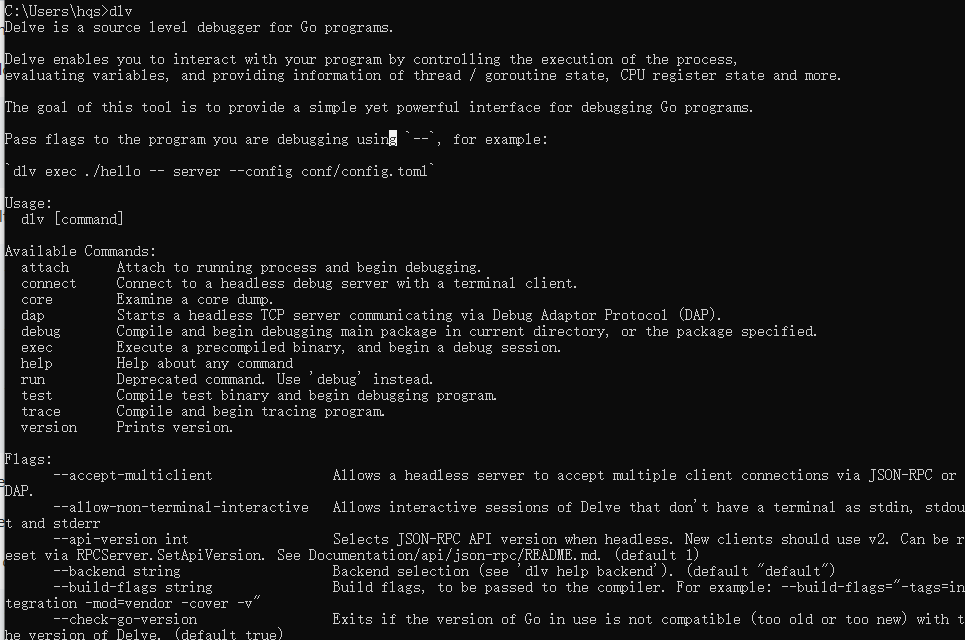 C:\Users\hqs>dlv
Delve is a source level debugger for Go programs.
Delve enables you to interact with your program by controlling the execution of the process,
evaluating variables, and providing information of thread / goroutine state, CPU register state and more.
The goal of this tool is to provide a simple yet powerful interface for debugging Go programs.
Pass flags to the program you are debugging using `--`, for example:
`dlv exec ./hello -- server --config conf/config.toml`
Usage:
  dlv [command]
Available Commands:
  attach      Attach to running process and begin debugging.
  connect     Connect to a headless debug server with a terminal client.
  core        Examine a core dump.
  dap         Starts a headless TCP server communicating via Debug Adaptor Protocol (DAP).
  debug       Compile and begin debugging main package in current directory, or the package specified.
  exec        Execute a precompiled binary, and begin a debug session.
  help        Help about any command
  run         Deprecated command. Use 'debug' instead.
  test        Compile test binary and begin debugging program.
  trace       Compile and begin tracing program.
  version     Prints version.
Flags:
      --accept-multiclient               Allows a headless server to accept multiple client connections via JSON-RPC or
DAP.
      --allow-non-terminal-interactive   Allows interactive sessions of Delve that don't have a terminal as stdin, stdou
t and stderr
      --api-version int                  Selects JSON-RPC API version when headless. New clients should use v2. Can be r
eset via RPCServer.SetApiVersion. See Documentation/api/json-rpc/README.md. (default 1)
      --backend string                   Backend selection (see 'dlv help backend'). (default "default")
      --build-flags string               Build flags, to be passed to the compiler. For example: --build-flags="-tags=in
tegration -mod=vendor -cover -v"
      --check-go-version                 Exits if the version of Go in use is not compatible (too old or too new) with t
he version of Delve. (default true)